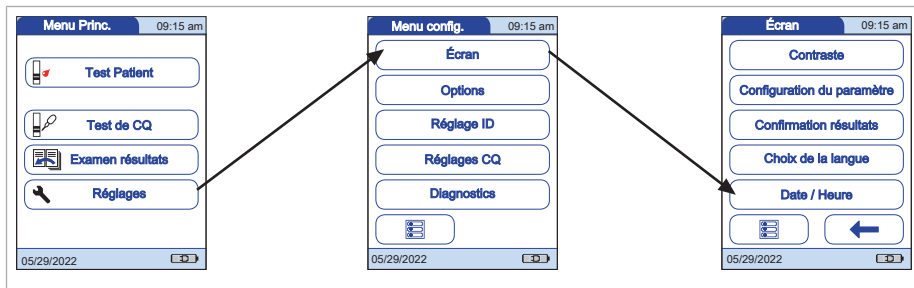 Menu Princ. 09:15 am
Test Patient
Test de CQ
Examen résultats
Réglages
05/29/2022
Menu config. 09:15 am
Écran
Options
Réglage ID
Réglages CQ
Diagnostics
05/29/2022
Écran 09:15 am
Contraste
Configuration du paramètre
Confirmation résultats
Choix de la langue
Date / Heure
05/29/2022